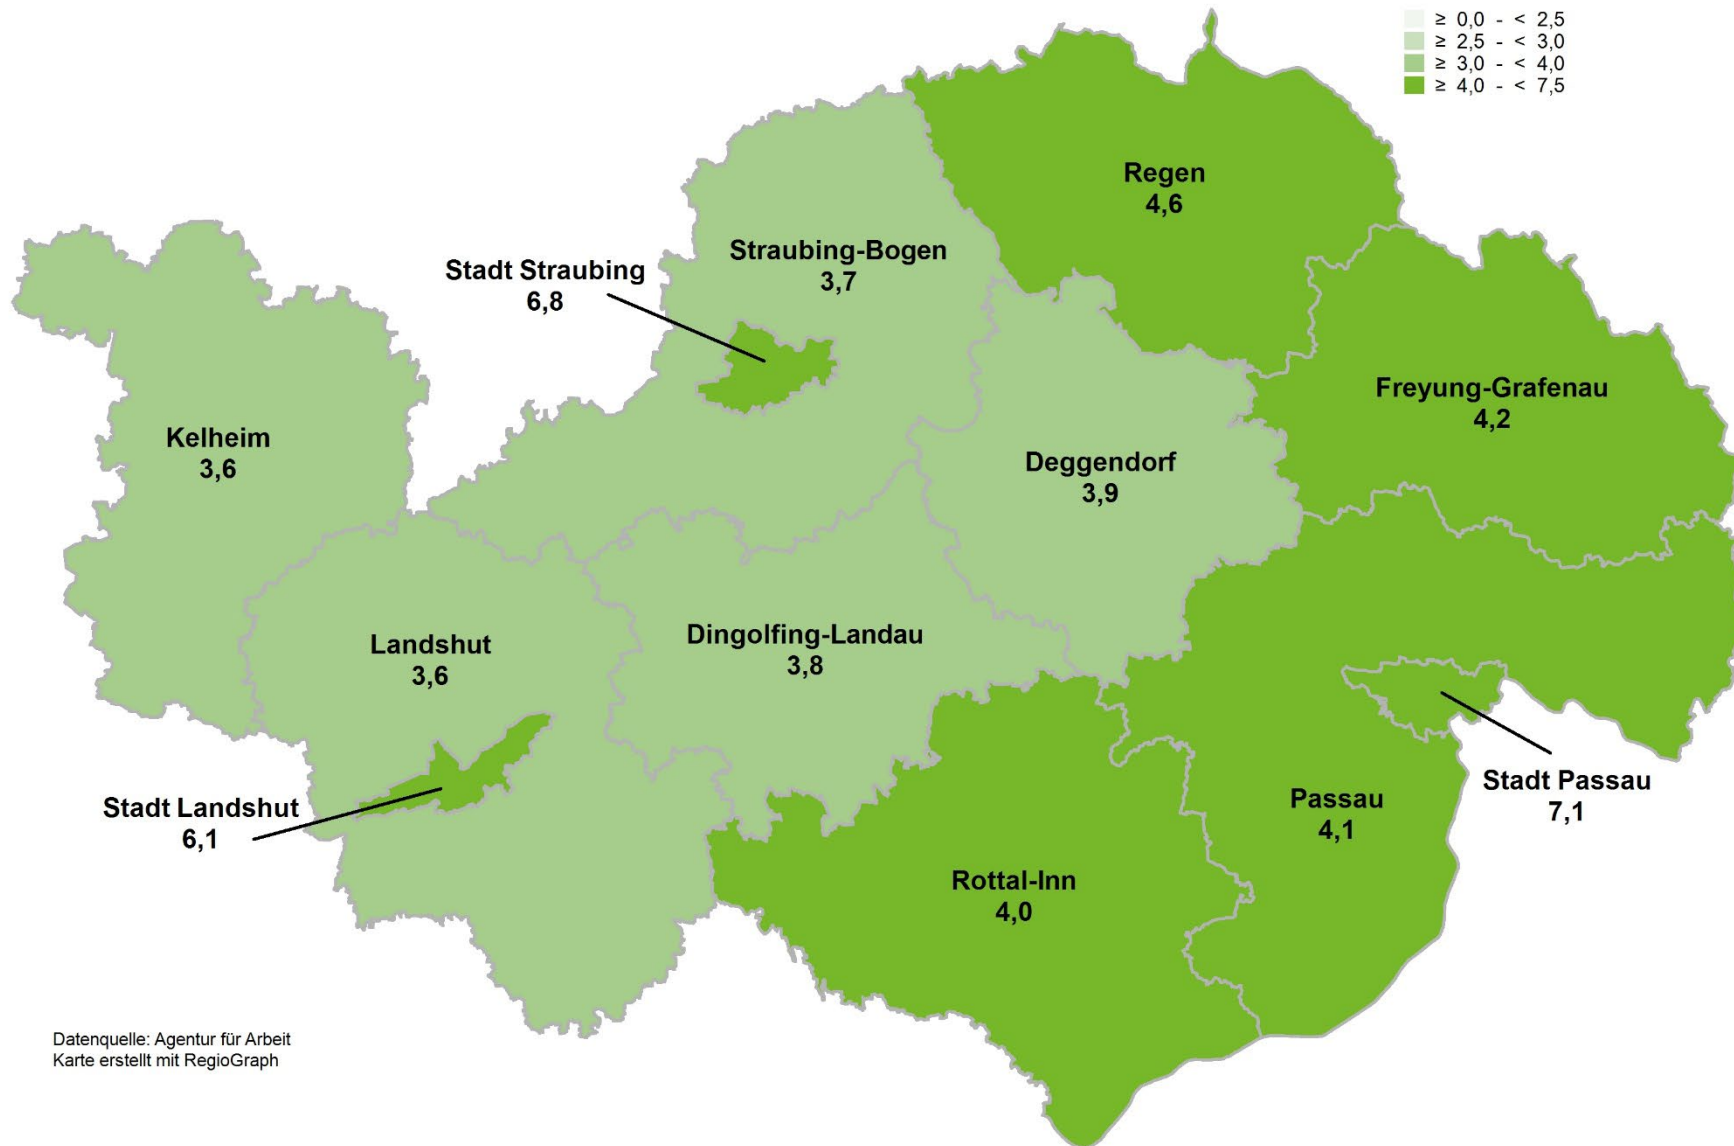 ≥ 0,0 - < 2,5
≥ 2,5 - < 3,0
≥ 3,0 - < 4,0
≥ 4,0 - < 7,5
Regen
4,6
Straubing-Bogen
3,7
Stadt Straubing
6,8
Freyung-Grafenau
4,2
Kelheim
3,6
Deggendorf
3,9
Landshut
3,6
Dingolfing-Landau
3,8
Stadt Landshut
6,1
Passau
4,1
Stadt Passau
7,1
Rottal-Inn
4,0
Datenquelle: Agentur für Arbeit
Karte erstellt mit RegioGraph